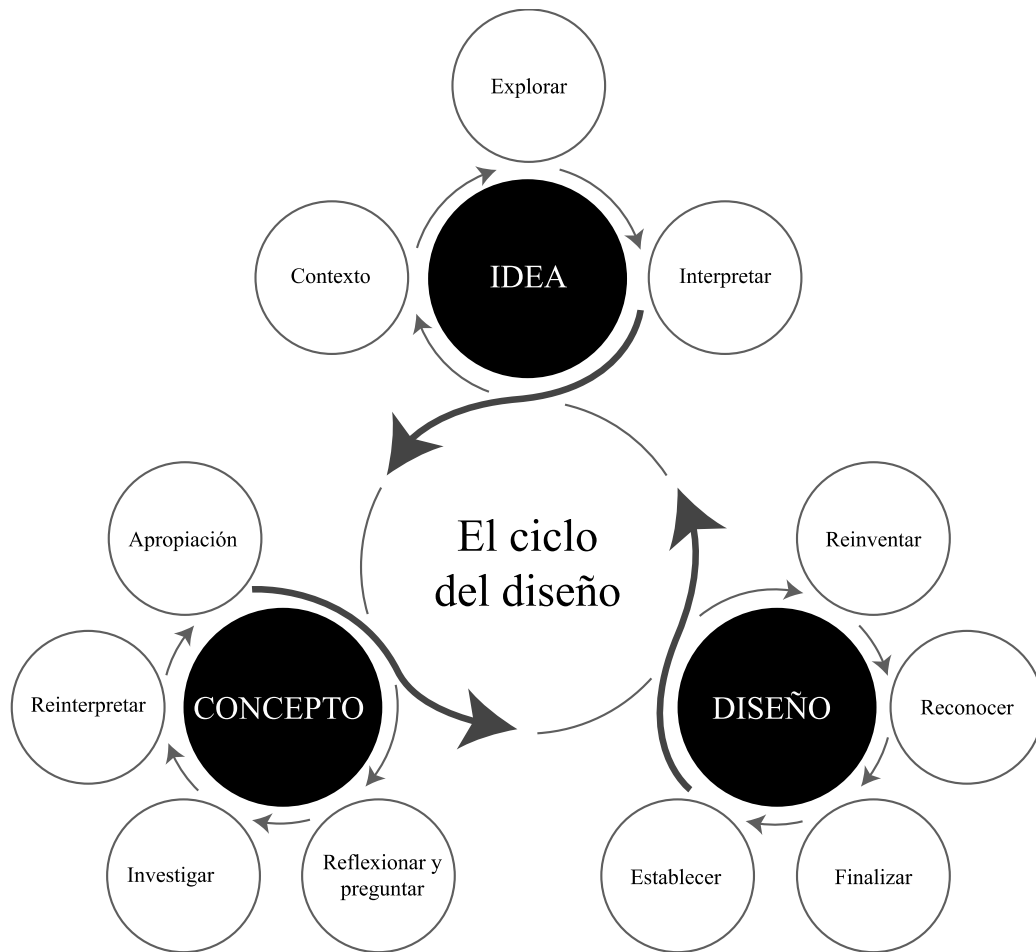 Explorar
Contexto
IDEA
Interpretar
El ciclo
del diseño
Apropiación
Reinterpretar
CONCEPTO
Investigar
Reflexionar y
preguntar
Reinventar
DISEÑO
Reconocer
Establecer
Finalizar